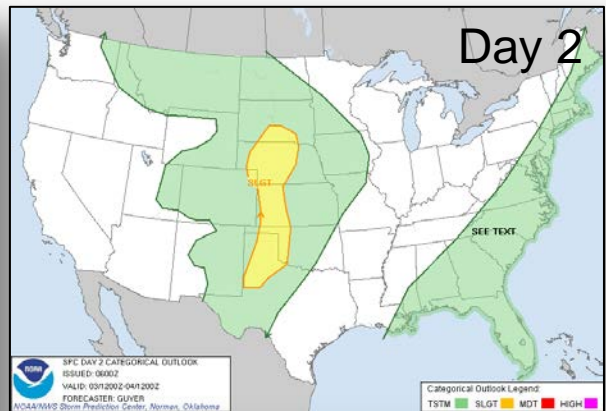 Day 2
SLGT
SEE TEXT
NOAA
SPC DAY 2 CATEGORICAL OUTLOOK
ISSUED: 0600Z
VALID: 03/1200Z-04/1200Z
FORECASTER: GUYER
NOAA/NWS Storm Prediction Center, Norman, Oklahoma
Categorical Outlook Legend:
TSTM SLGT MDT HIGH